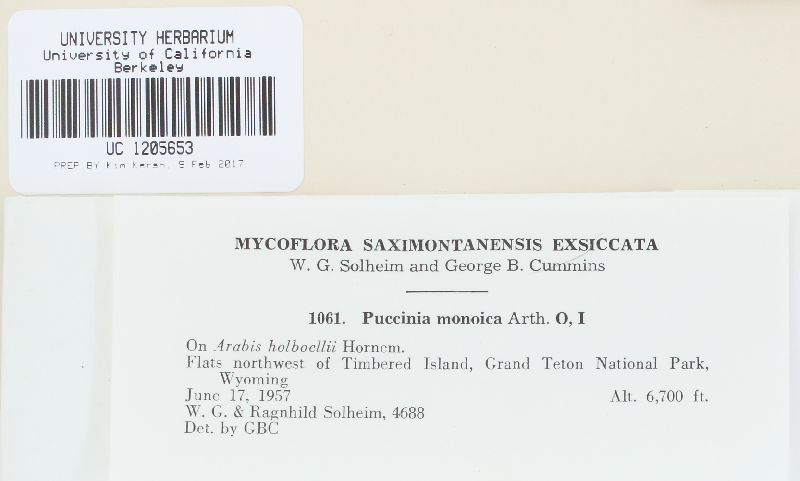 UNIVERSITY HERBARIUM
University of California
Berkeley
UC 1205653
PREP BY Kim Kersh, 9 Feb 2017
MYCOFLORA SAXIMONTANENSIS EXSICCATA
W. G. Solheim and George B. Cummins
1061. Puccinia monoica Arth. O, I
On Arabis holboellii Hornem.
Flats northwest of Timbered Island, Grand Teton National Park,
Wyoming
June 17, 1957 Alt. 6,700 ft.
W. G. & Ragnhild Solheim, 4688
Det. by GBC